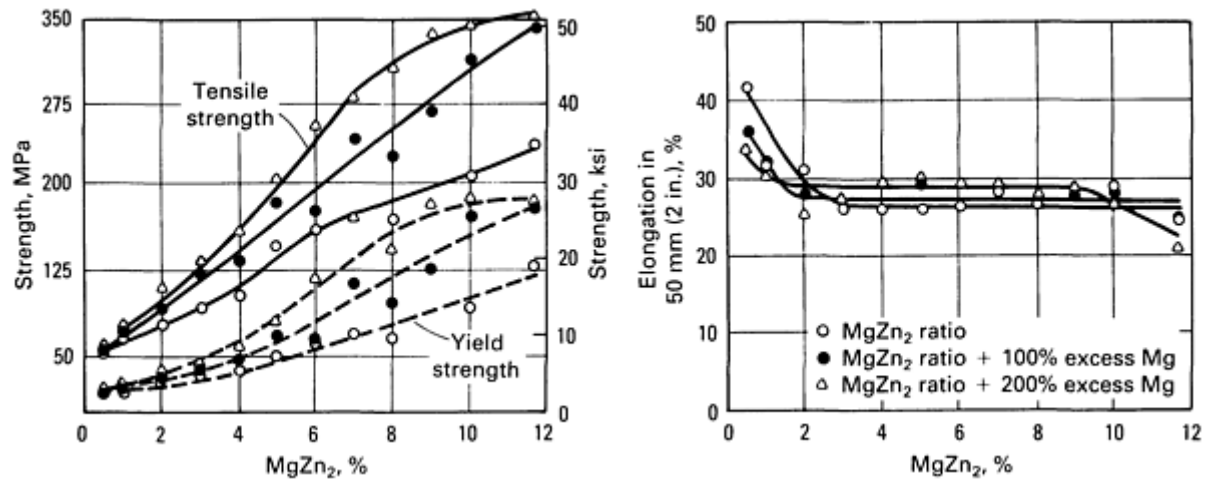 350
275
200
125
50
Strength, MPa
Tensile
strength
Yield
strength
50
40
30
20
10
0
Strength, ksi
0 2 4 6 8 10 12
MgZn₂, %
50
40
30
20
10
0
Elongation in
50 mm (2 in.), %
MgZn₂ ratio
MgZn₂ ratio + 100% excess Mg
MgZn₂ ratio + 200% excess Mg
0 2 4 6 8 10 12
MgZn₂, %